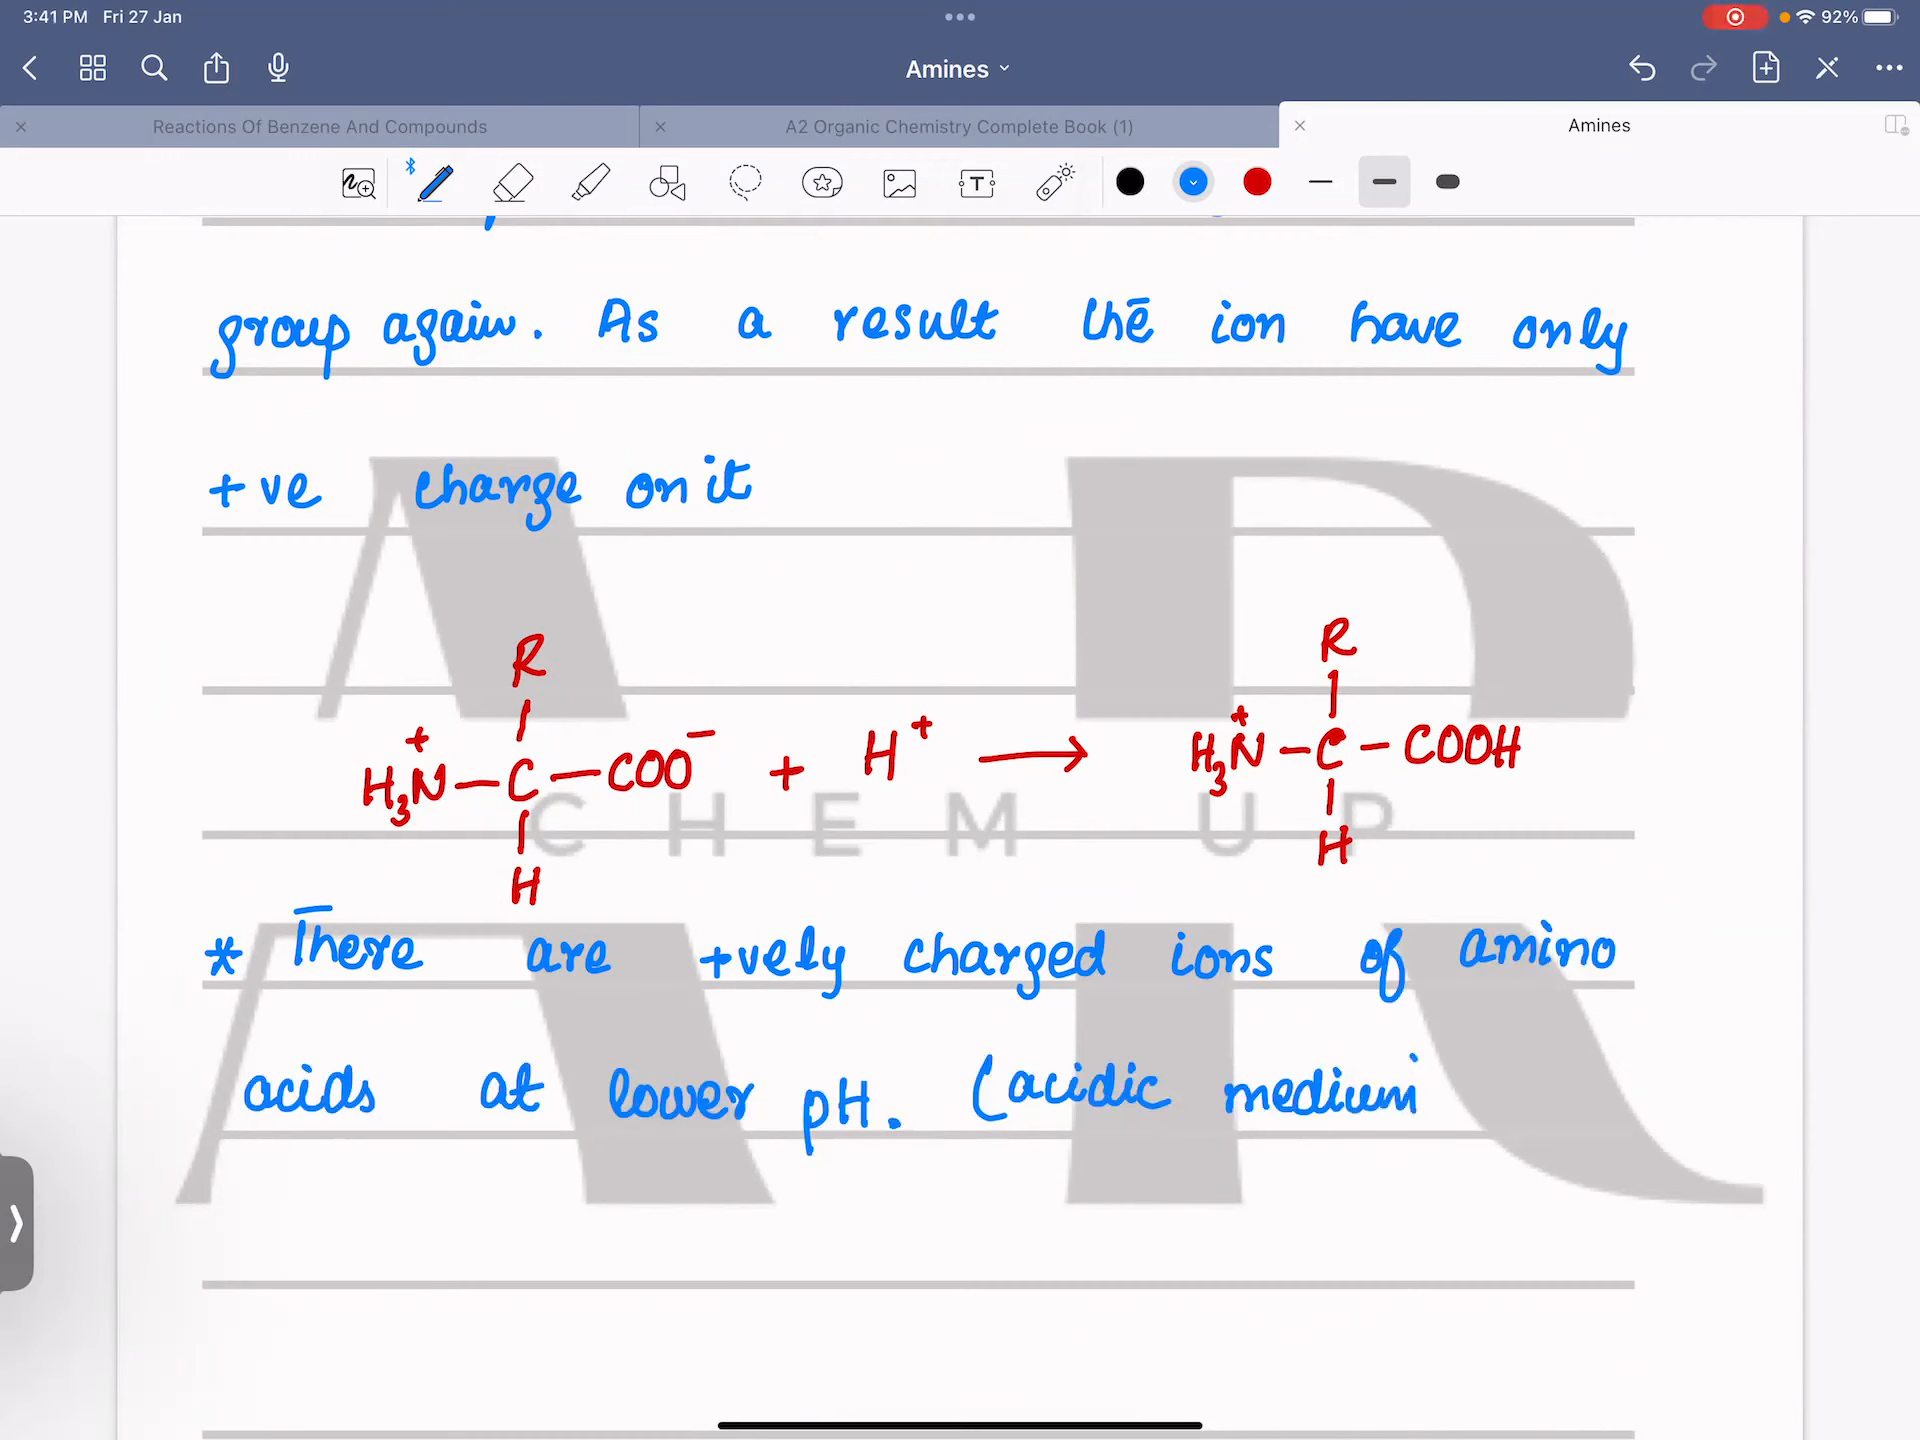 3:41 PM Fri 27 Jan
92%
Amines
Reactions Of Benzene And Compounds
A2 Organic Chemistry Complete Book (1)
Amines
group again. As a result the ion have only
+ve charge on it
R R
H₃N⁺ — C — COO⁻ + H⁺ → H₃N⁺ — C — COOH
H H
CHEM UP
* There are +vely charged ions of amino
acids at lower pH. (acidic medium